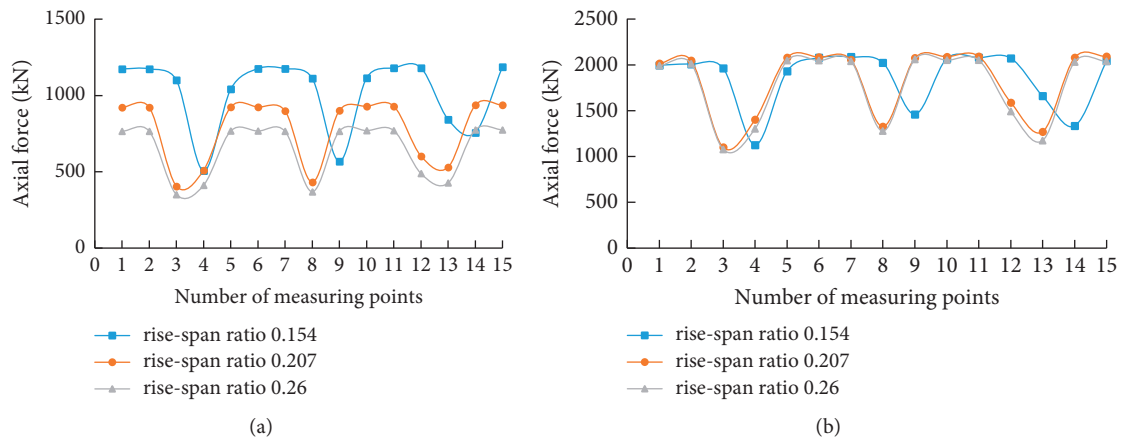 1500
1000
500
0
Axial force (kN)
0 1 2 3 4 5 6 7 8 9 10 11 12 13 14 15
Number of measuring points
rise-span ratio 0.154
rise-span ratio 0.207
rise-span ratio 0.26
(a)
2500
2000
1500
1000
500
0
Axial force (kN)
0 1 2 3 4 5 6 7 8 9 10 11 12 13 14 15
Number of measuring points
rise-span ratio 0.154
rise-span ratio 0.207
rise-span ratio 0.26
(b)